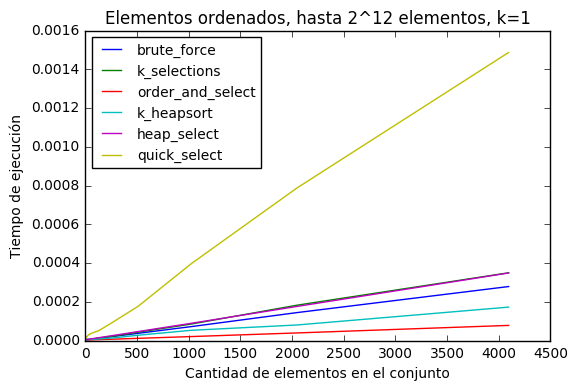 Elementos ordenados, hasta 2^12 elementos, k=1
Tiempo de ejecución
0.0016
0.0014
0.0012
0.0010
0.0008
0.0006
0.0004
0.0002
0.0000
brute_force
k_selections
order_and_select
k_heapsort
heap_select
quick_select
0 500 1000 1500 2000 2500 3000 3500 4000 4500
Cantidad de elementos en el conjunto